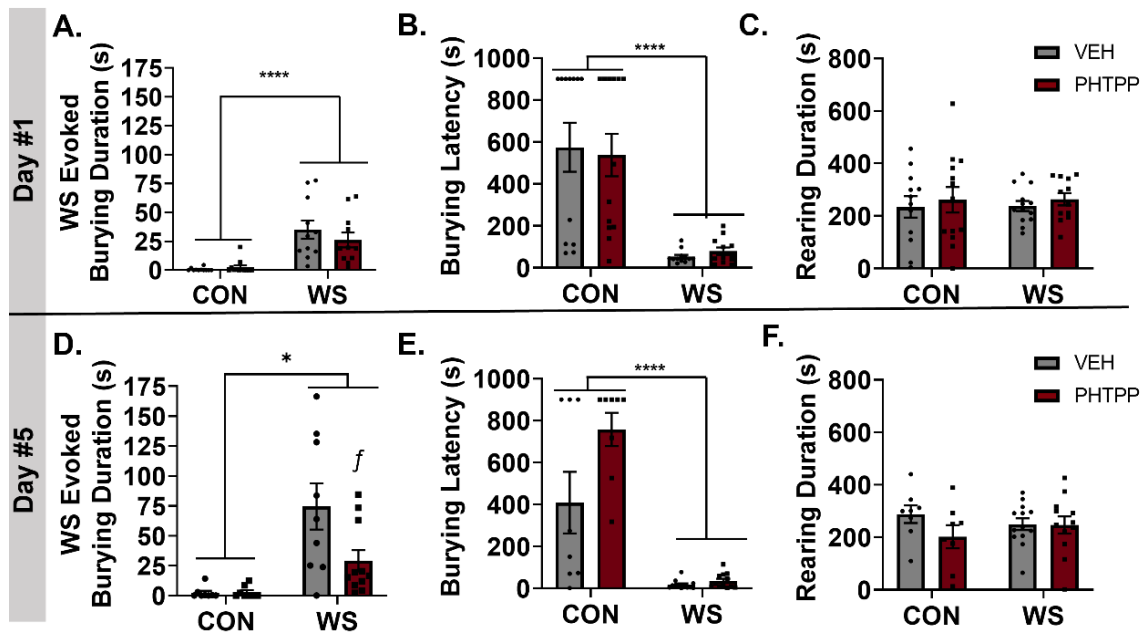 Day #1
A.
WS Evoked
Burying Duration (s)
175
150
125
100
75
50
25
0
****
CON
WS
B.
Burying Latency (s)
1000
800
600
400
200
0
****
CON
WS
C.
Rearing Duration (s)
800
600
400
200
0
VEH
PHTPP
CON
WS
Day #5
D.
WS Evoked
Burying Duration (s)
175
150
125
100
75
50
25
0
*
ƒ
CON
WS
E.
Burying Latency (s)
1000
800
600
400
200
0
****
CON
WS
F.
Rearing Duration (s)
800
600
400
200
0
VEH
PHTPP
CON
WS